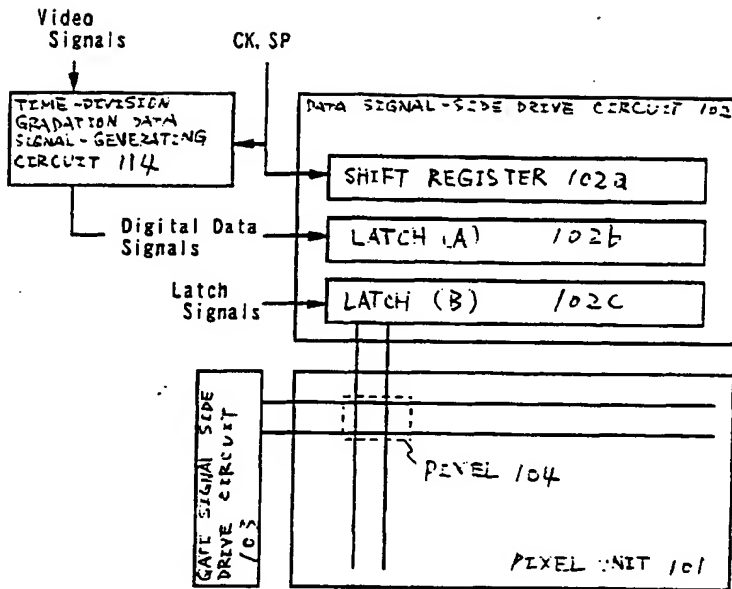 Video
Signals
CK, SP
TIME-DIVISION
GRADATION DATA
SIGNAL-GENERATING
CIRCUIT 114
DATA SIGNAL-SIDE DRIVE CIRCUIT 102
SHIFT REGISTER 102a
Digital Data
Signals
LATCH (A) 102b
Latch
Signals
LATCH (B) 102c
GATE SIGNAL SIDE
DRIVE CIRCUIT
103
PIXEL 104
PIXEL UNIT 101